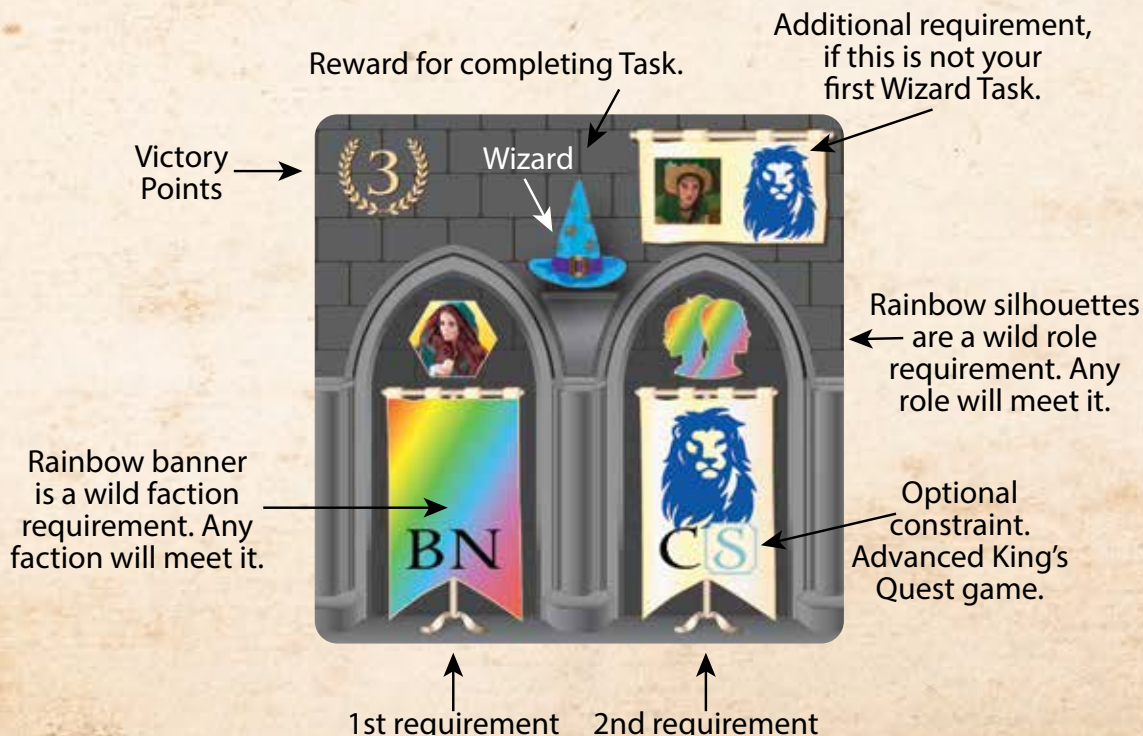 Additional requirement,
if this is not your
first Wizard Task.
Reward for completing Task.
Victory
Points
3
Wizard
Rainbow silhouettes
are a wild role
requirement. Any
role will meet it.
Rainbow banner
is a wild faction
requirement. Any
faction will meet it.
BN
CS
Optional
constraint.
Advanced King’s
Quest game.
1st requirement
2nd requirement